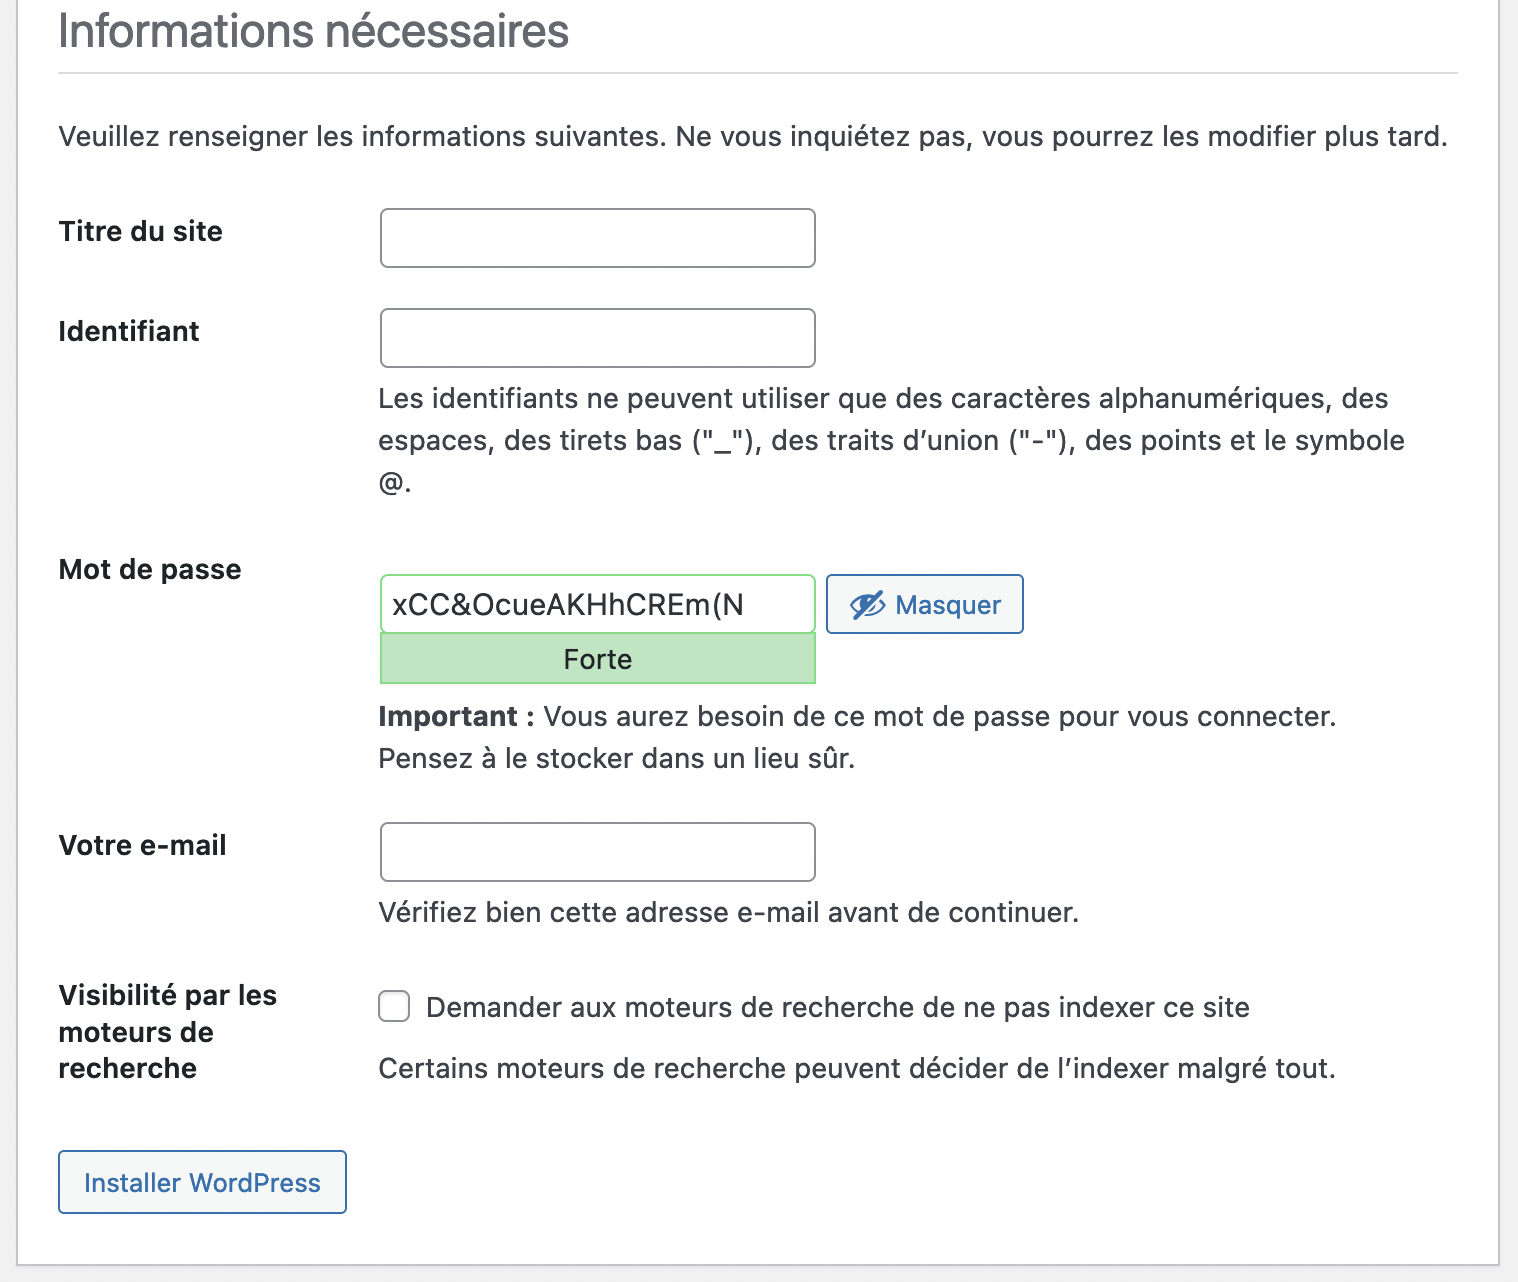 Informations nécessaires
Veuillez renseigner les informations suivantes. Ne vous inquiétez pas, vous pourrez les modifier plus tard.
Titre du site
Identifiant
Les identifiants ne peuvent utiliser que des caractères alphanumériques, des
espaces, des tirets bas ("_"), des traits d’union ("-"), des points et le symbole
@.
Mot de passe
xCC&OcueAKHhCREm(N
Masquer
Forte
Important : Vous aurez besoin de ce mot de passe pour vous connecter.
Pensez à le stocker dans un lieu sûr.
Votre e-mail
Vérifiez bien cette adresse e-mail avant de continuer.
Visibilité par les
moteurs de
recherche
Demander aux moteurs de recherche de ne pas indexer ce site
Certains moteurs de recherche peuvent décider de l’indexer malgré tout.
Installer WordPress